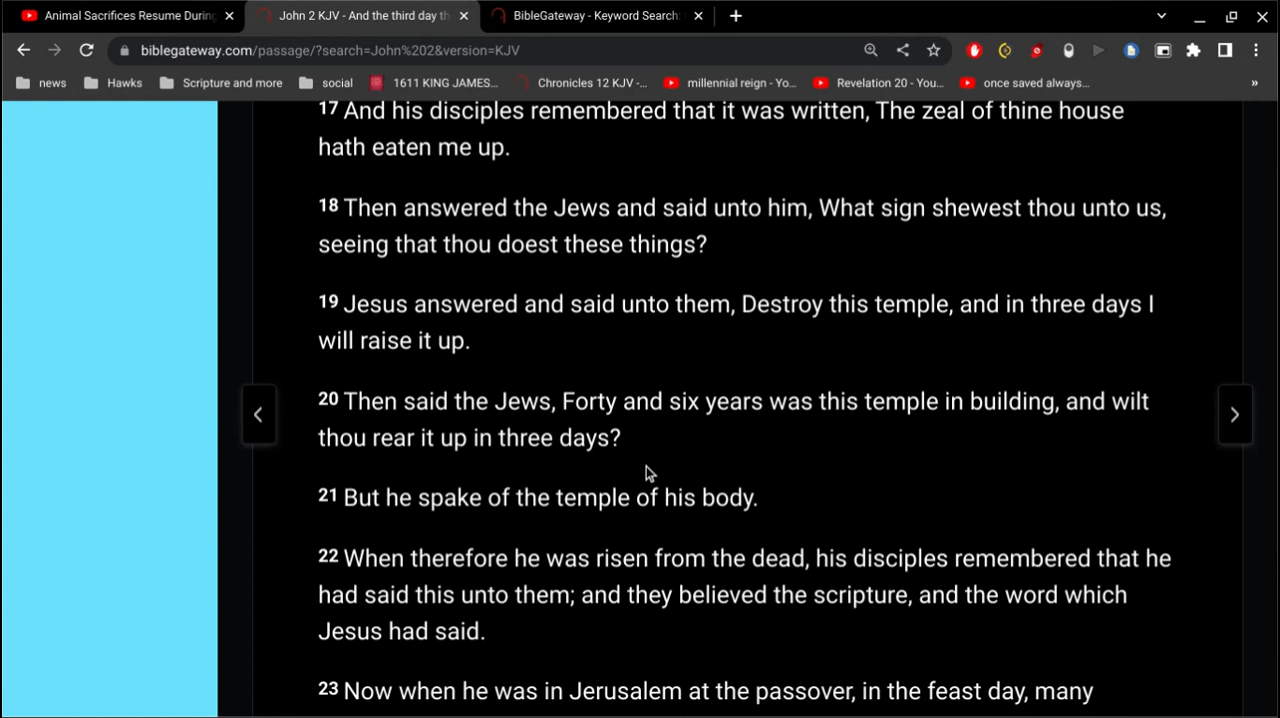 Animal Sacrifices Resume During
John 2 KJV - And the third day th
BibleGateway - Keyword Search:
biblegateway.com/passage/?search=John%202&version=KJV
news
Hawks
Scripture and more
social
1611 KING JAMES...
Chronicles 12 KJV -...
millennial reign - Yo...
Revelation 20 - You...
once saved always...
17 And his disciples remembered that it was written, The zeal of thine house
hath eaten me up.
18 Then answered the Jews and said unto him, What sign shewest thou unto us,
seeing that thou doest these things?
19 Jesus answered and said unto them, Destroy this temple, and in three days I
will raise it up.
20 Then said the Jews, Forty and six years was this temple in building, and wilt
thou rear it up in three days?
21 But he spake of the temple of his body.
22 When therefore he was risen from the dead, his disciples remembered that he
had said this unto them; and they believed the scripture, and the word which
Jesus had said.
23 Now when he was in Jerusalem at the passover, in the feast day, many